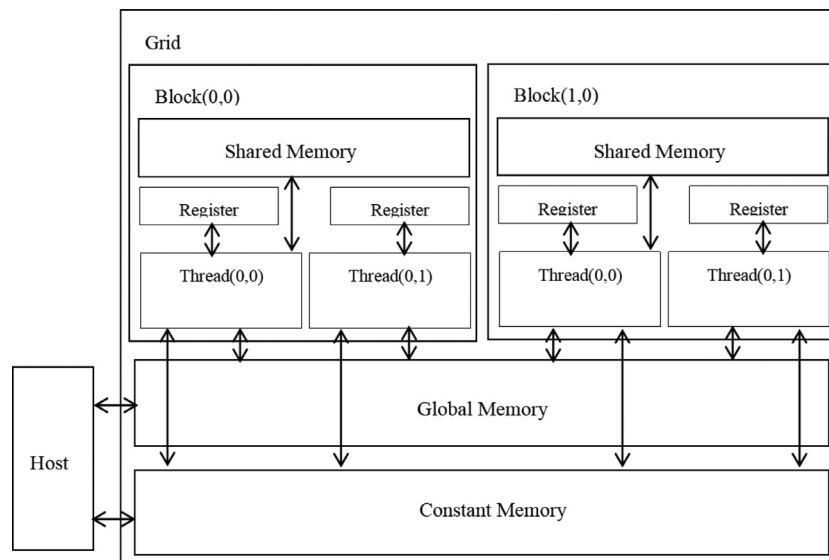 Grid
Block(0,0)
Block(1,0)
Shared Memory
Shared Memory
Register
Register
Register
Register
Thread(0,0)
Thread(0,1)
Thread(0,0)
Thread(0,1)
Global Memory
Host
Constant Memory